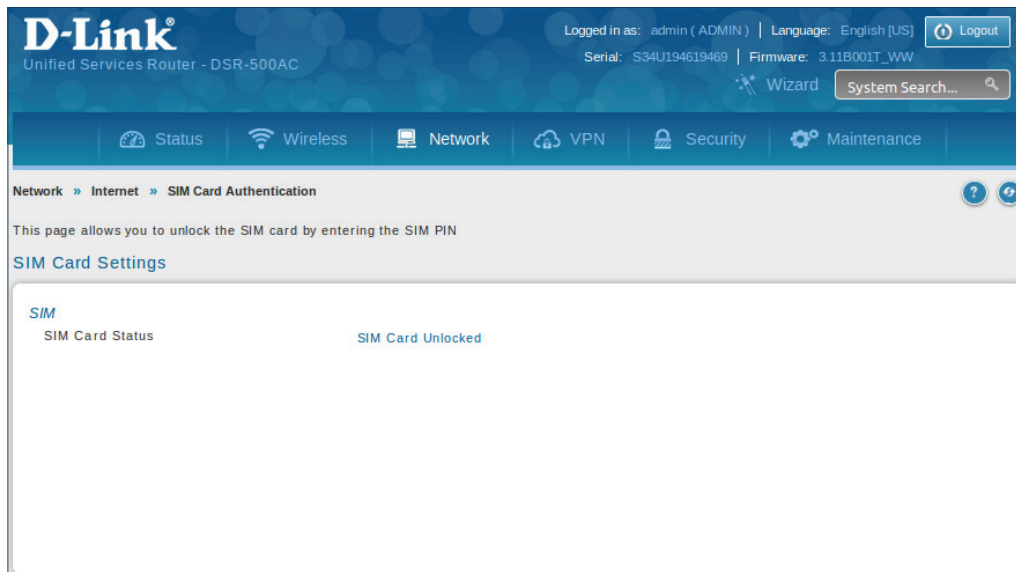 D-Link®
Unified Services Router - DSR-500AC
Logged in as: admin ( ADMIN ) | Language: English [US]
Logout
Serial: S34U194619469 | Firmware: 3.11B001T_WW
Wizard
System Search...
Status
Wireless
Network
VPN
Security
Maintenance
Network » Internet » SIM Card Authentication
?
This page allows you to unlock the SIM card by entering the SIM PIN
SIM Card Settings
SIM
SIM Card Status SIM Card Unlocked